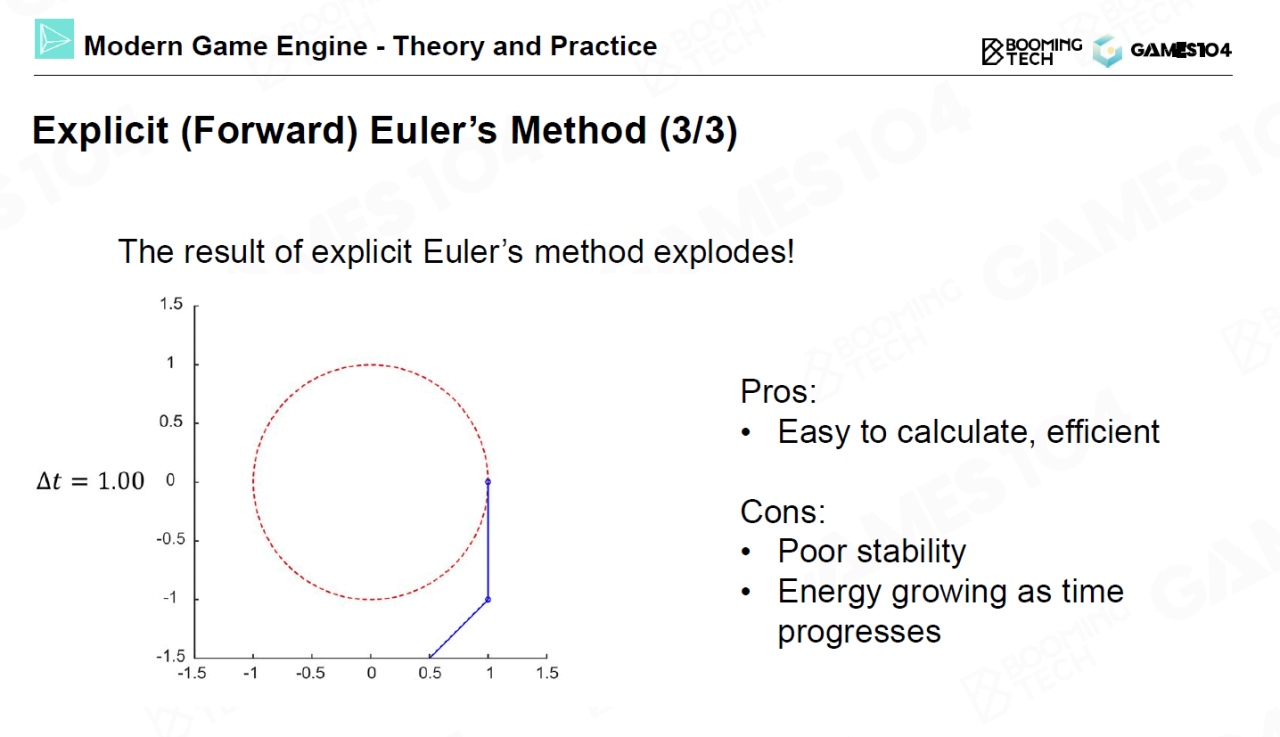 Modern Game Engine - Theory and Practice
BOOMING
TECH
GAMES104
Explicit (Forward) Euler’s Method (3/3)
The result of explicit Euler’s method explodes!
1.5
1
0.5
Δt = 1.00
0
-0.5
-1
-1.5
-1.5 -1 -0.5 0 0.5 1 1.5
Pros:
• Easy to calculate, efficient
Cons:
• Poor stability
• Energy growing as time
progresses